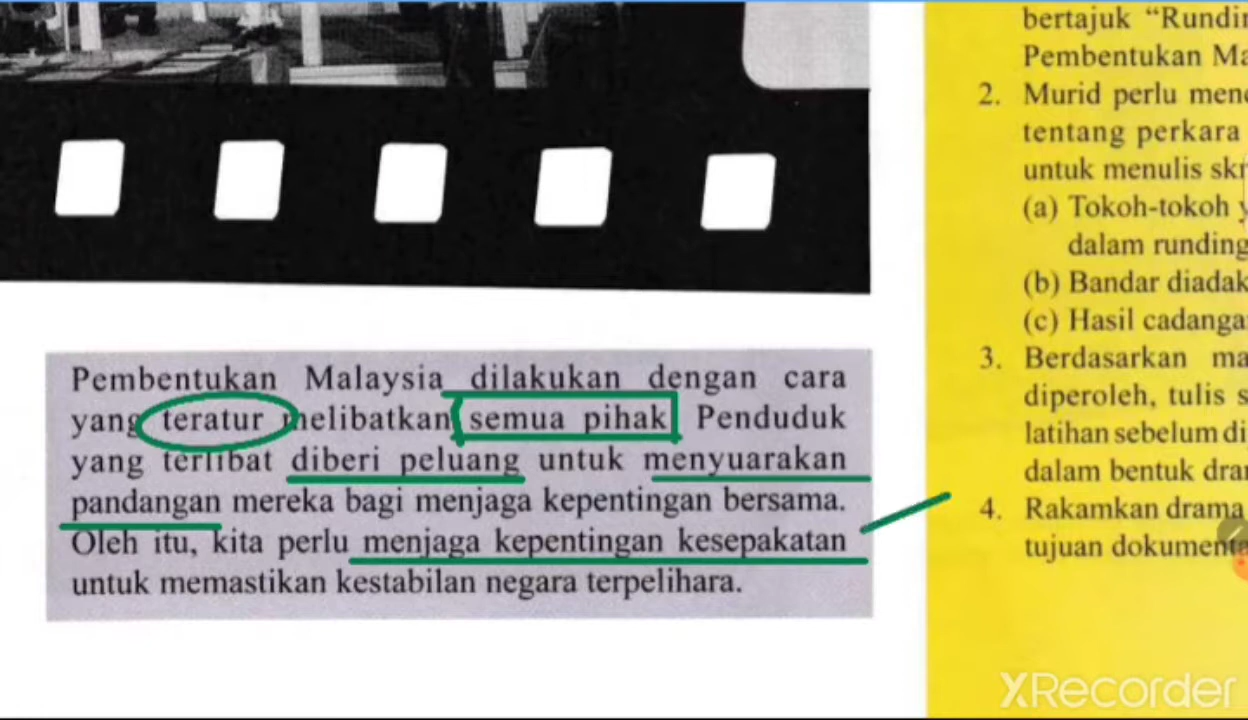 Pembentukan Malaysia dilakukan dengan cara
yang teratur melibatkan semua pihak Penduduk
yang terlibat diberi peluang untuk menyuarakan
pandangan mereka bagi menjaga kepentingan bersama.
Oleh itu, kita perlu menjaga kepentingan kesepakatan
untuk memastikan kestabilan negara terpelihara.
bertajuk “Rundin
Pembentukan Ma
2. Murid perlu mene
tentang perkara
untuk menulis skr
(a) Tokoh-tokoh y
dalam runding
(b) Bandar diadak
(c) Hasil cadanga
3. Berdasarkan ma
diperoleh, tulis s
latihan sebelum di
dalam bentuk dra
4. Rakamkan drama
tujuan dokumenta
XRecorder